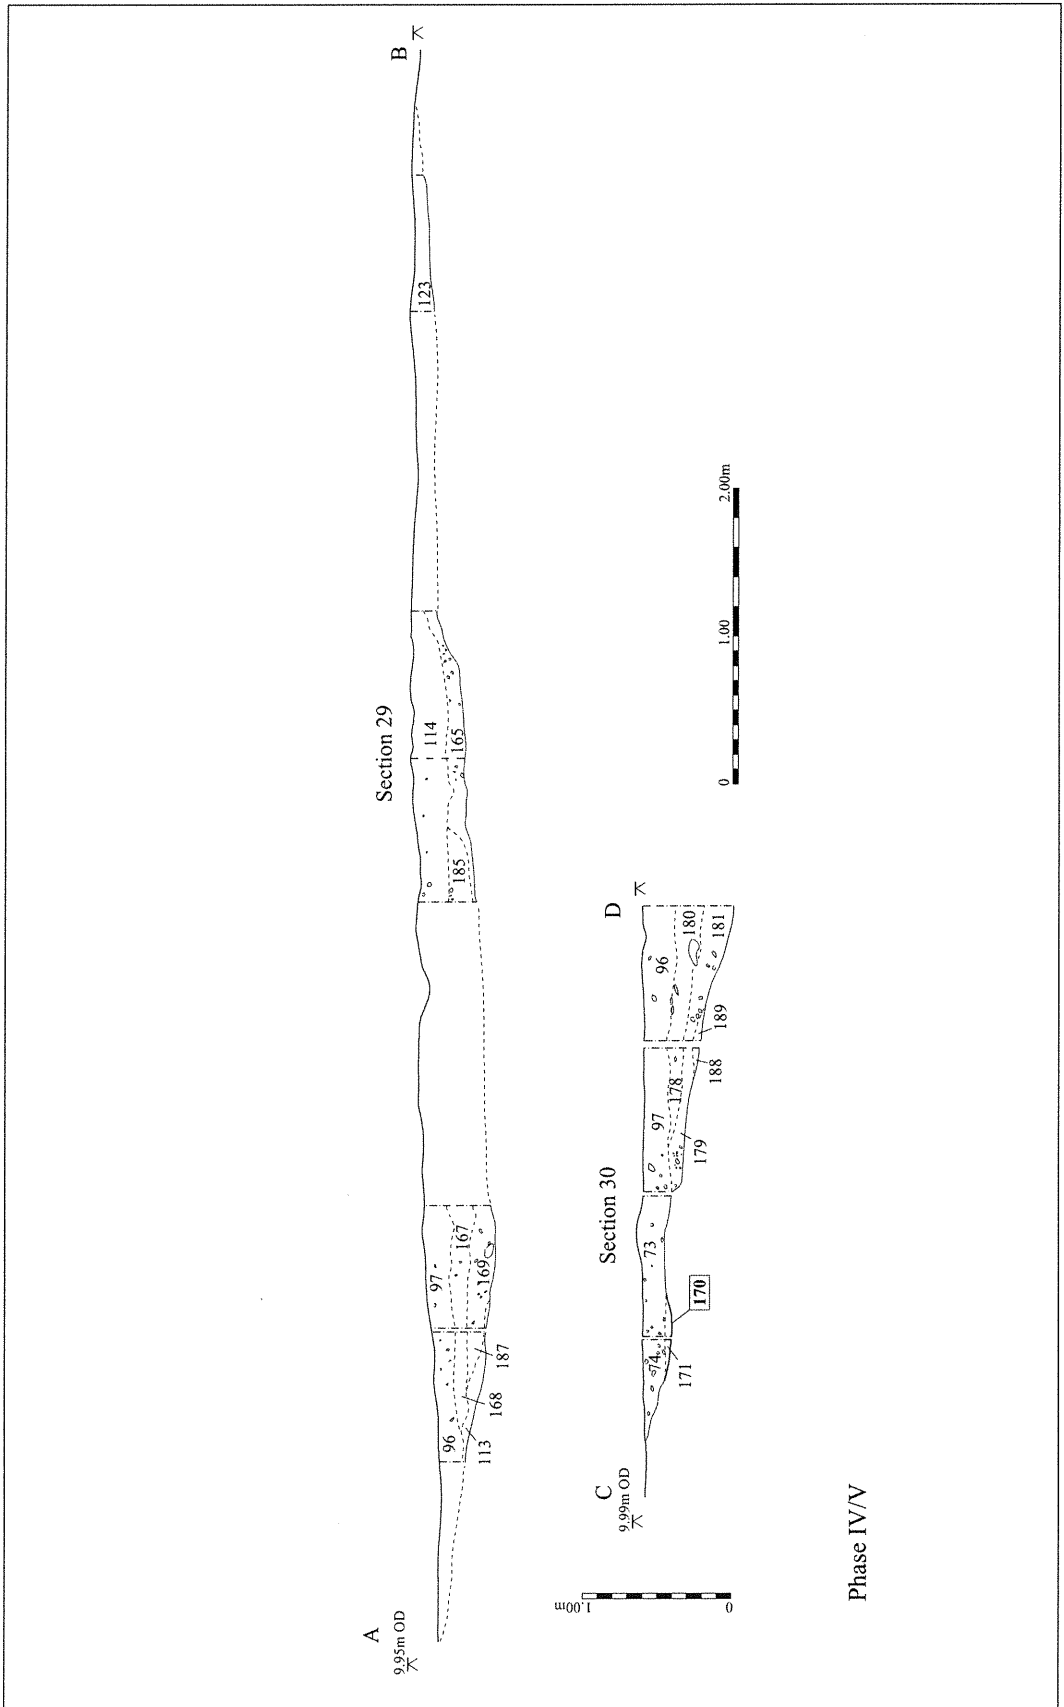 Section 29
A
B
9.95m OD
96
97
114
123
113
168
187
169
167
185
165
Section 30
C
D
9.99m OD
74
73
97
96
171
170
179
178
188
189
180
181
1.00m
0
0
1.00
2.00m
Phase IV/V